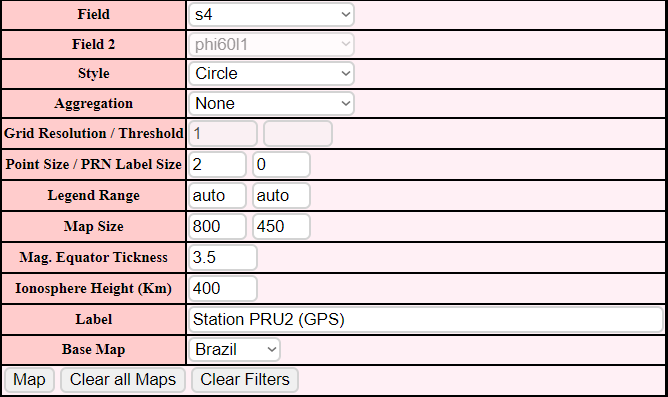 Field s4
Field 2 phi60l1
Style Circle
Aggregation None
Grid Resolution / Threshold 1
Point Size / PRN Label Size 2 0
Legend Range auto auto
Map Size 800 450
Mag. Equator Tickness 3.5
Ionosphere Height (Km) 400
Label Station PRU2 (GPS)
Base Map Brazil
Map Clear all Maps Clear Filters